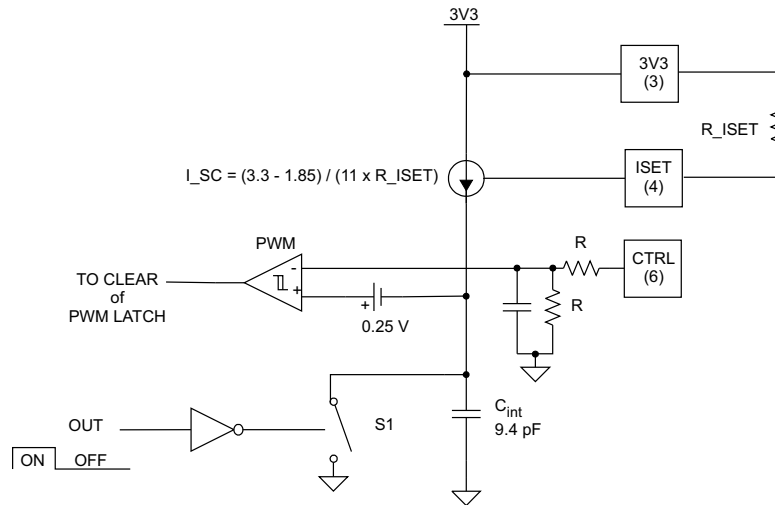 3V3
3V3
(3)
R_ISET
I_SC = (3.3 - 1.85) / (11 x R_ISET)
ISET
(4)
PWM
R
CTRL
(6)
-
+
TO CLEAR
of
PWM LATCH
+
0.25 V
R
OUT
S1
Cint
9.4 pF
ON OFF